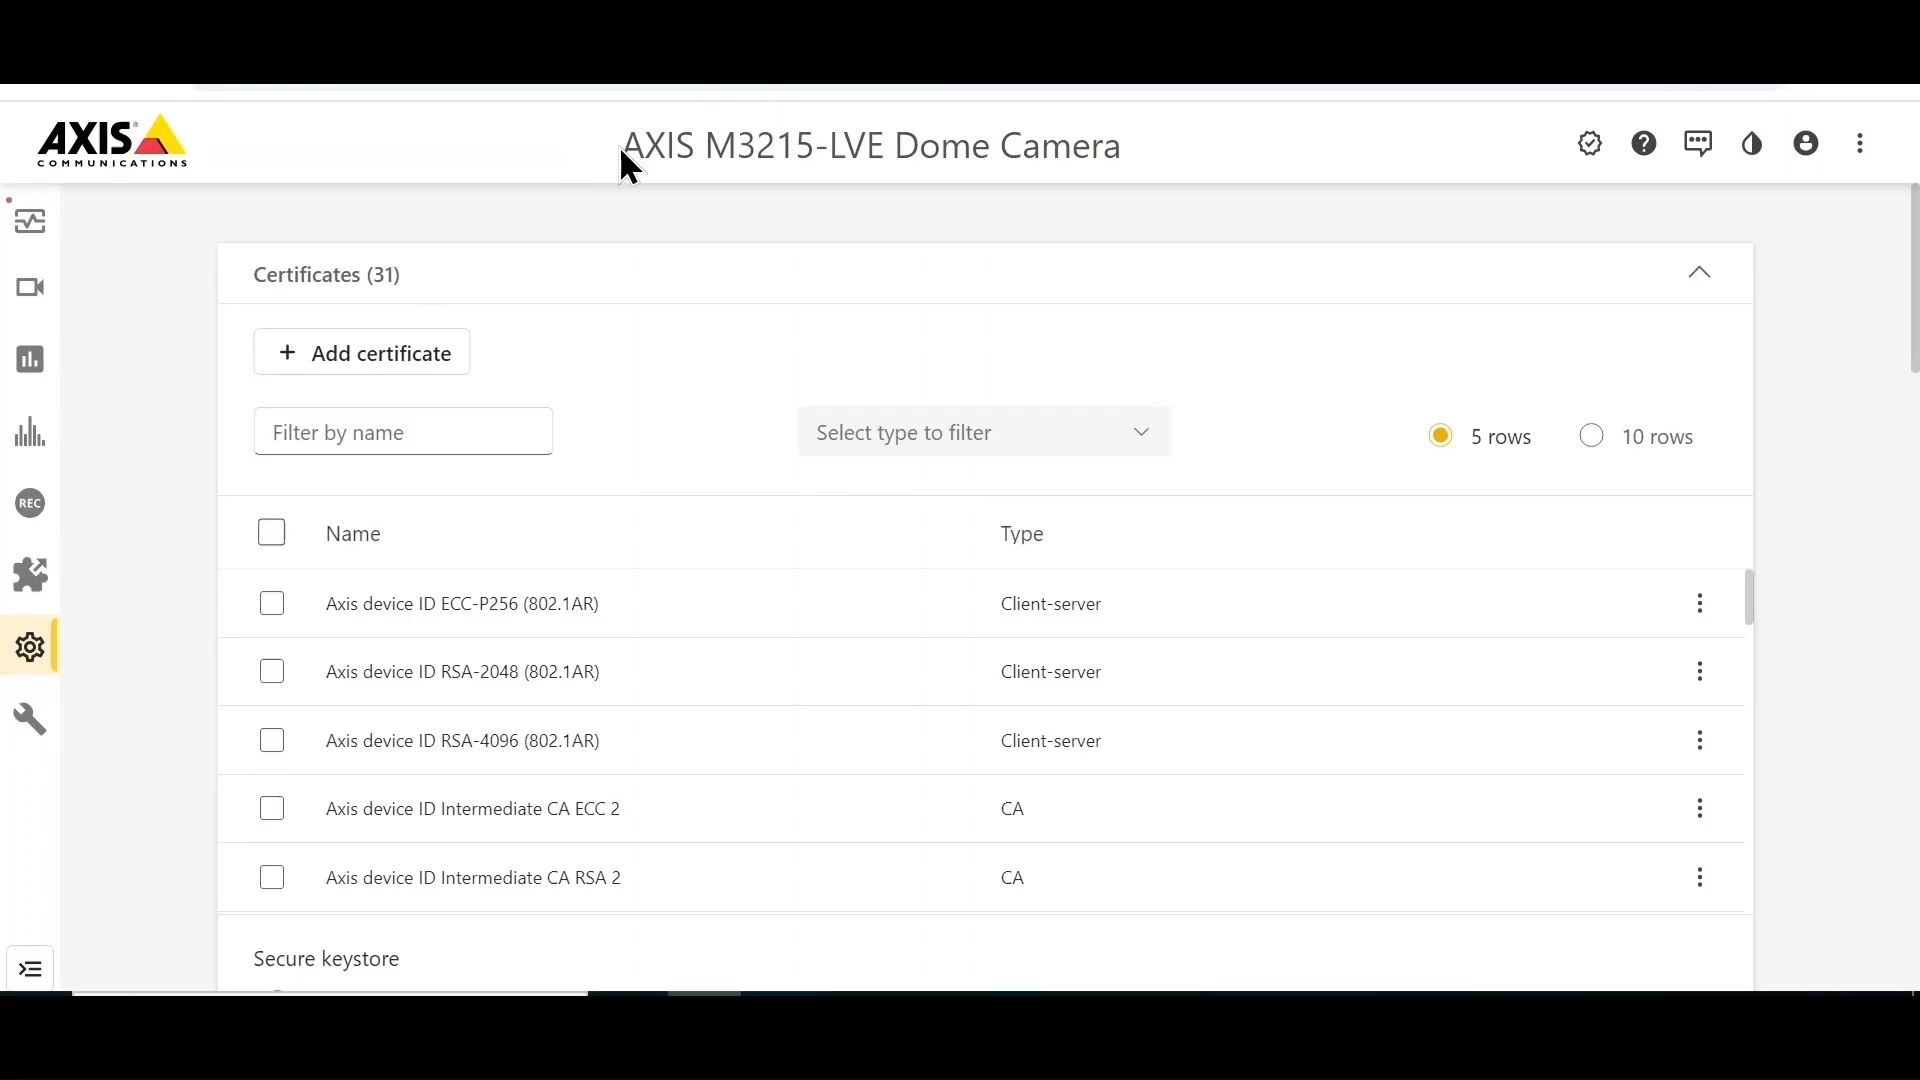 AXIS
COMMUNICATIONS
AXIS M3215-LVE Dome Camera
Certificates (31)
+ Add certificate
Filter by name
Select type to filter
5 rows
10 rows
Name
Type
Axis device ID ECC-P256 (802.1AR)
Client-server
Axis device ID RSA-2048 (802.1AR)
Client-server
Axis device ID RSA-4096 (802.1AR)
Client-server
Axis device ID Intermediate CA ECC 2
CA
Axis device ID Intermediate CA RSA 2
CA
Secure keystore
REC